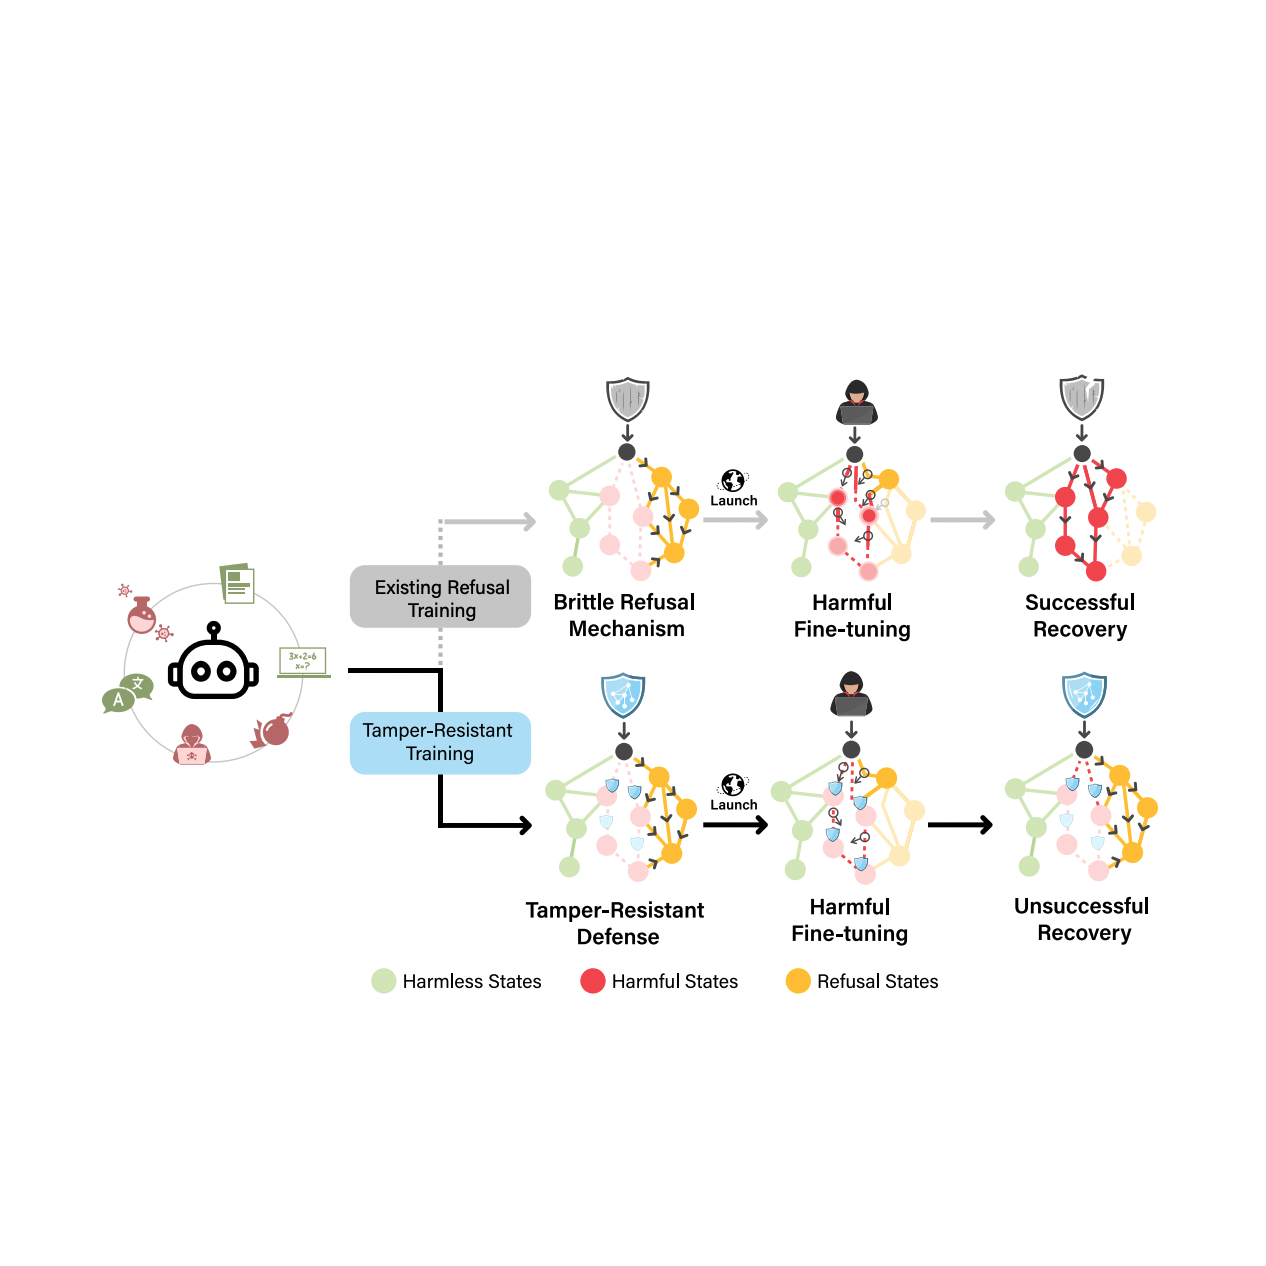 3x+2=6
x=?
A
文
Existing Refusal
Training
Tamper-Resistant
Training
Launch
Brittle Refusal
Mechanism
Harmful
Fine-tuning
Successful
Recovery
Launch
Tamper-Resistant
Defense
Harmful
Fine-tuning
Unsuccessful
Recovery
Harmless States
Harmful States
Refusal States